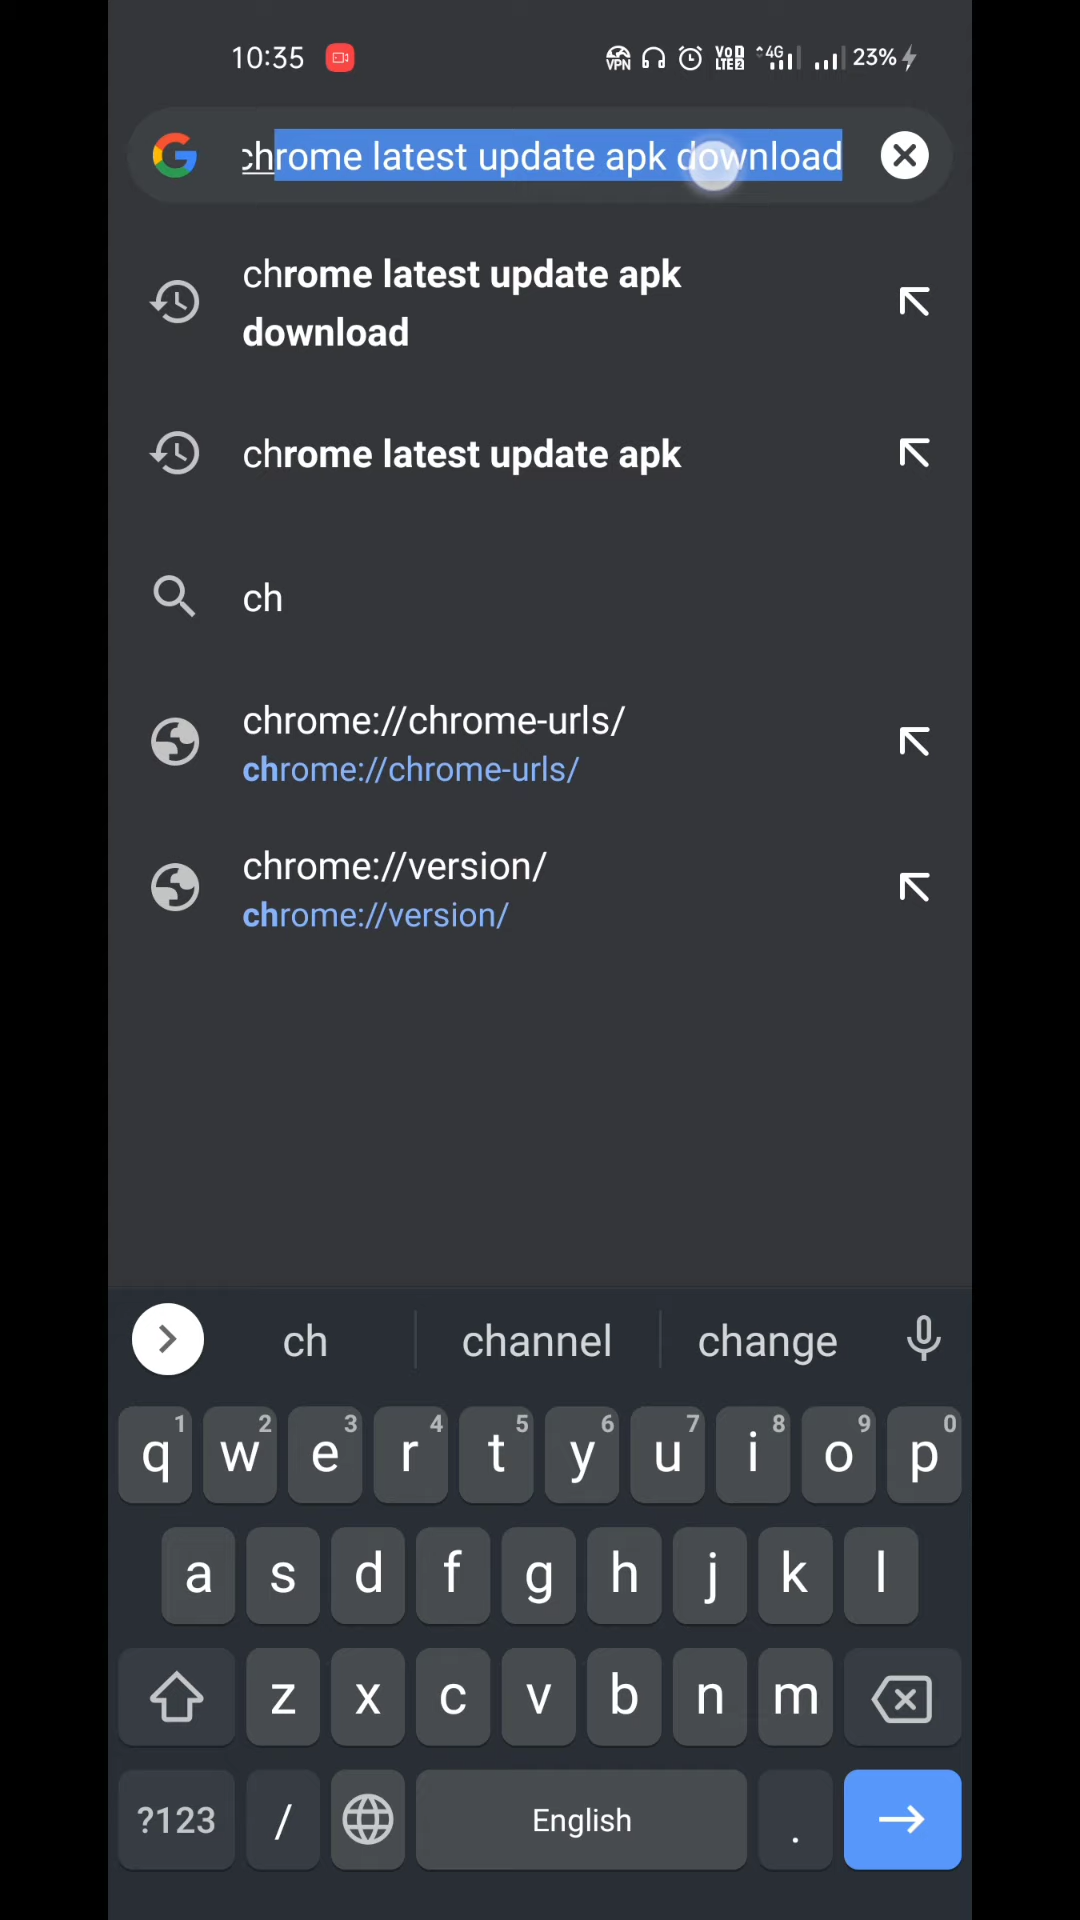 10:35 VPN VoD LTE2 4G 23%
chrome latest update apk download
chrome latest update apk
download
chrome latest update apk
ch
chrome://chrome-urls/
chrome://chrome-urls/
chrome://version/
chrome://version/
ch channel change
1 2 3 4 5 6 7 8 9 0
q w e r t y u i o p
a s d f g h j k l
z x c v b n m
?123 / English .